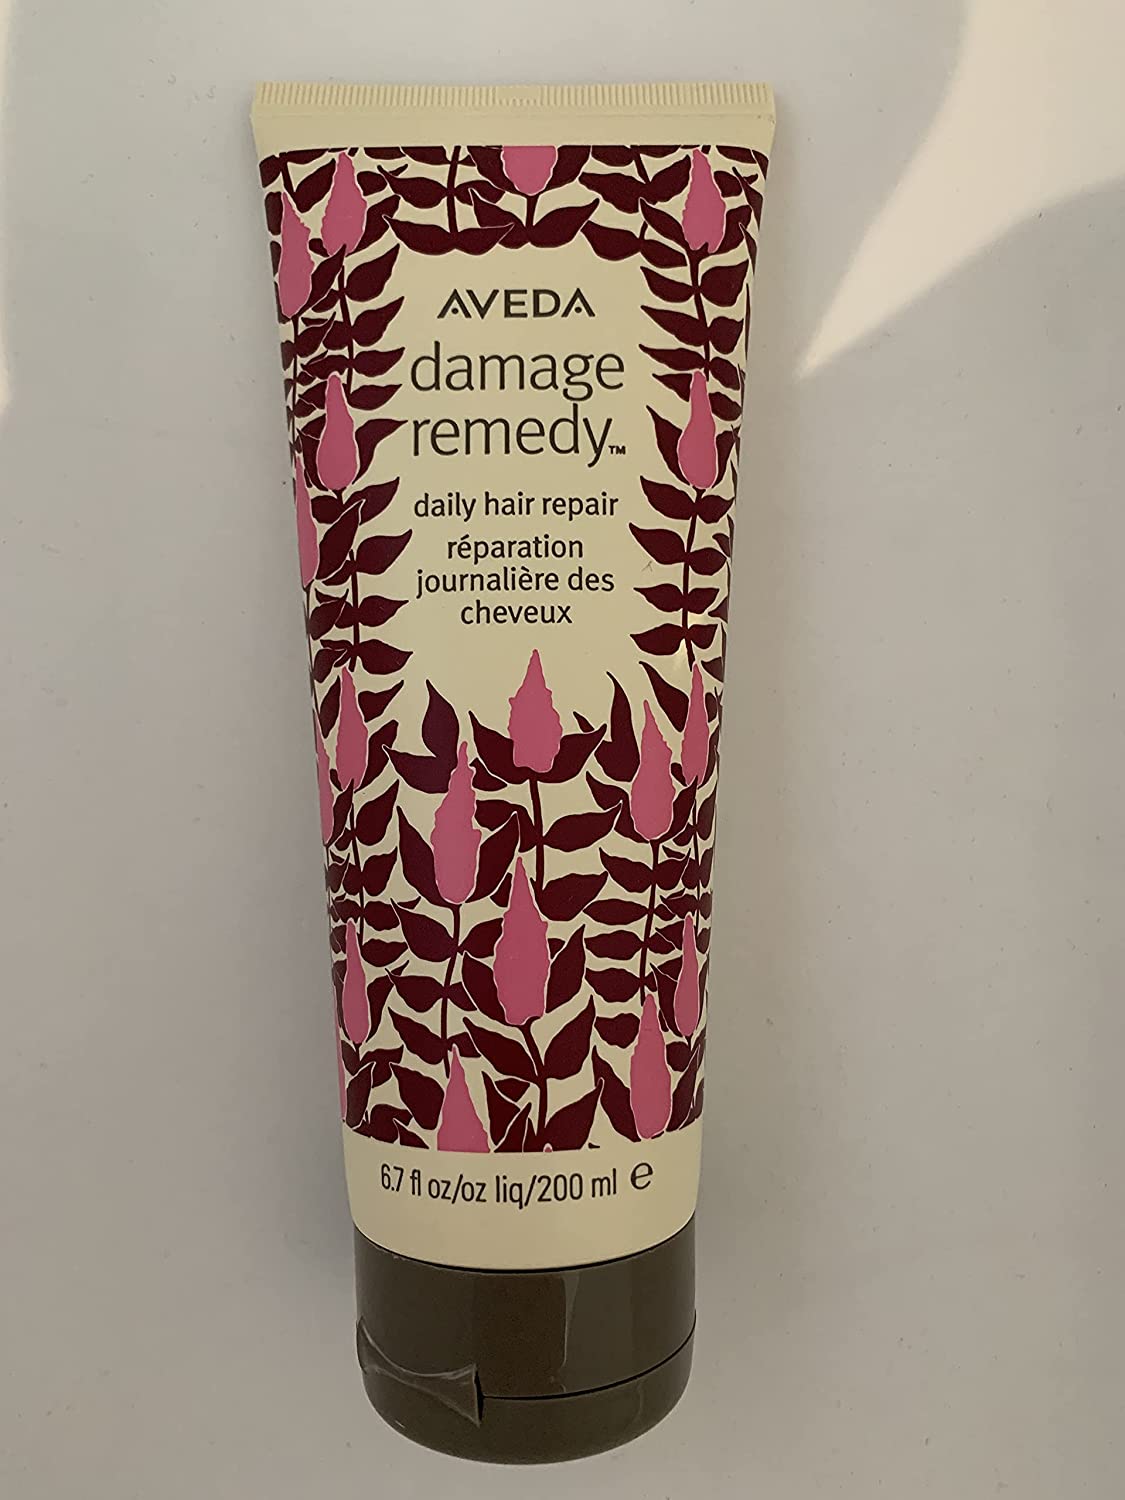 AVEDA
damage
remedy™
daily hair repair
réparation
journalière des
cheveux
6.7 fl oz/oz liq/200 ml ℮